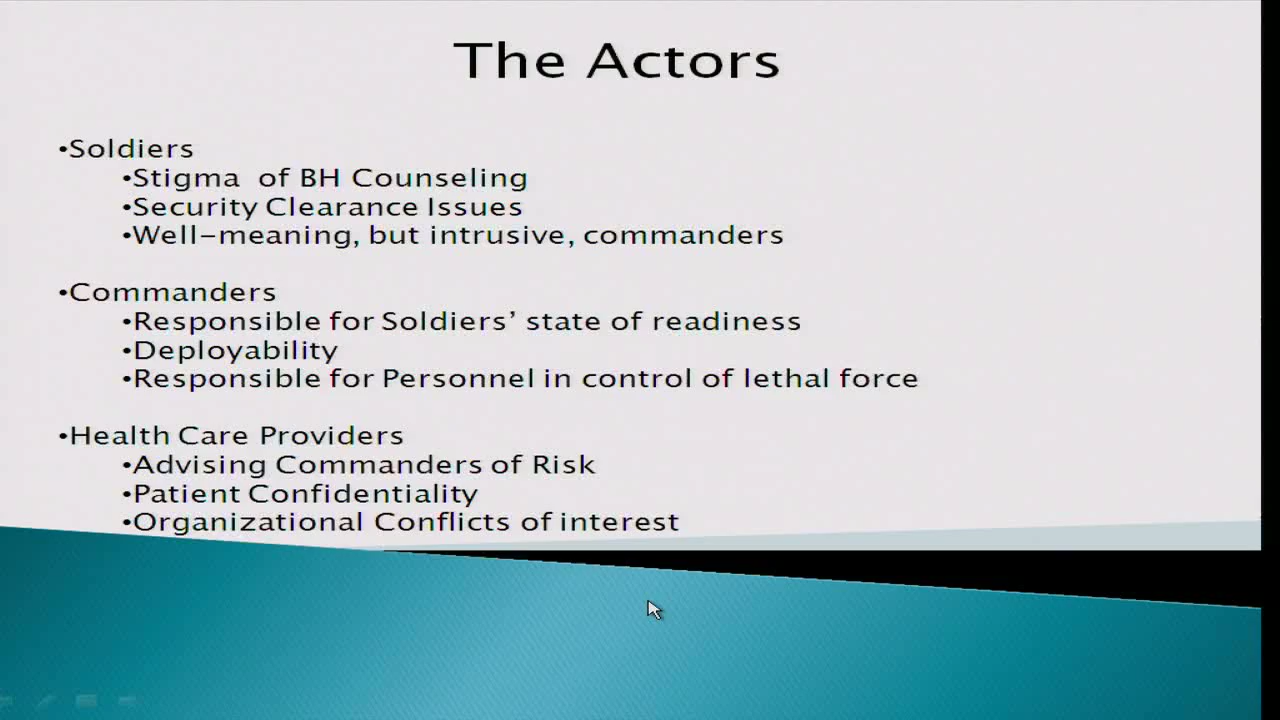 The Actors
•Soldiers
•Stigma of BH Counseling
•Security Clearance Issues
•Well-meaning, but intrusive, commanders
•Commanders
•Responsible for Soldiers’ state of readiness
•Deployability
•Responsible for Personnel in control of lethal force
•Health Care Providers
•Advising Commanders of Risk
•Patient Confidentiality
•Organizational Conflicts of interest